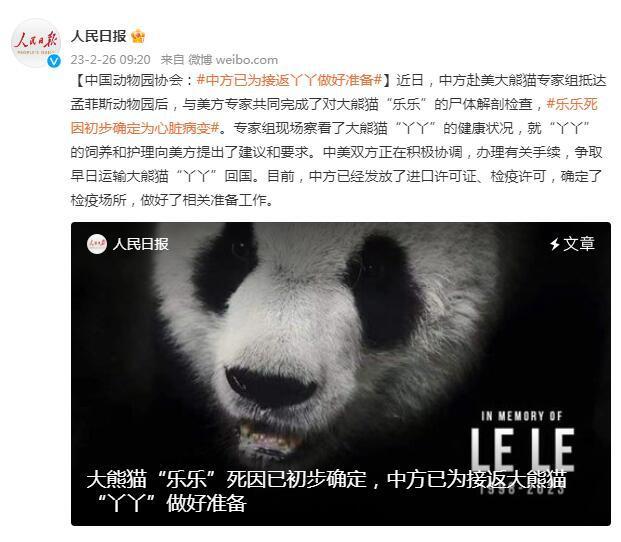 人民日报
PEOPLE'S DAILY
人民日报
23-2-26 09:20 来自 微博 weibo.com
【中国动物园协会：#中方已为接返丫丫做好准备#】近日，中方赴美大熊猫专家组抵达
孟菲斯动物园后，与美方专家共同完成了对大熊猫“乐乐”的尸体解剖检查，#乐乐死
因初步确定为心脏病变#。专家组现场察看了大熊猫“丫丫”的健康状况，就“丫丫”
的饲养和护理向美方提出了建议和要求。中美双方正在积极协调，办理有关手续，争取
早日运输大熊猫“丫丫”回国。目前，中方已经发放了进口许可证、检疫许可，确定了
检疫场所，做好了相关准备工作。
人民日报
人民日报
文章
IN MEMORY OF
LE LE
1998-2023
大熊猫“乐乐”死因已初步确定，中方已为接返大熊猫
“丫丫”做好准备